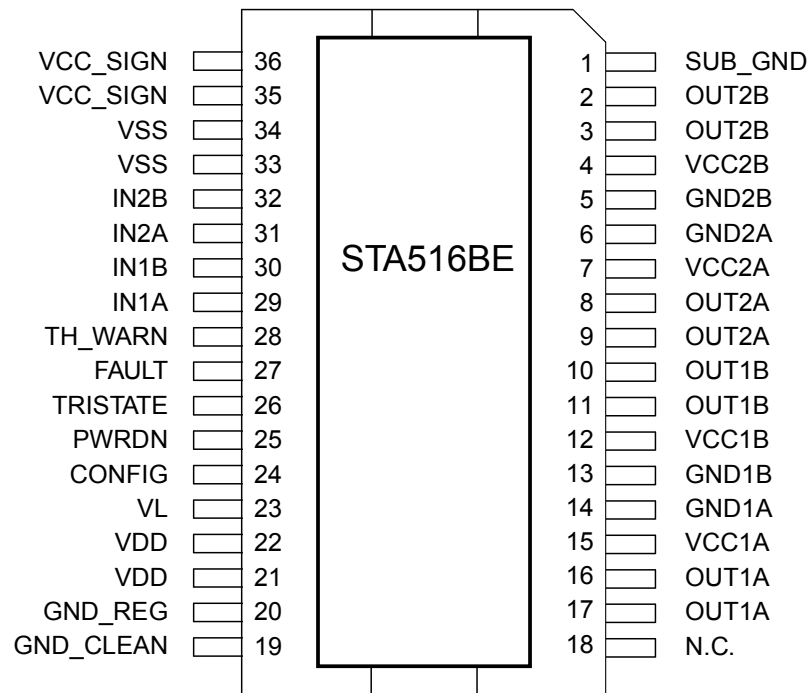 VCC_SIGN 36 1 SUB_GND
VCC_SIGN 35 2 OUT2B
VSS 34 3 OUT2B
VSS 33 4 VCC2B
IN2B 32 5 GND2B
IN2A 31 6 GND2A
STA516BE
IN1B 30 7 VCC2A
IN1A 29 8 OUT2A
TH_WARN 28 9 OUT2A
FAULT 27 10 OUT1B
TRISTATE 26 11 OUT1B
PWRDN 25 12 VCC1B
CONFIG 24 13 GND1B
VL 23 14 GND1A
VDD 22 15 VCC1A
VDD 21 16 OUT1A
GND_REG 20 17 OUT1A
GND_CLEAN 19 18 N.C.